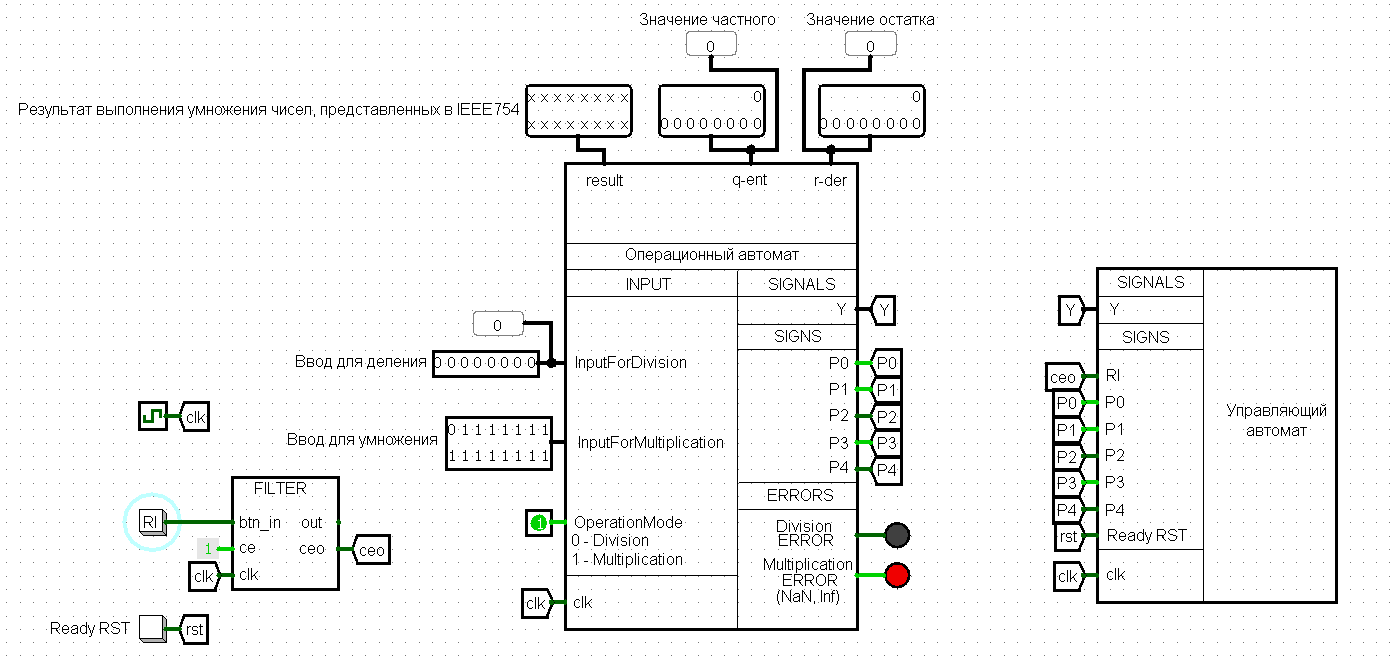 Значение частного
Значение остатка
0
0
Результат выполнения умножения чисел, представленных в IEEE754
x x x x x x x x
x x x x x x x x
0
0 0 0 0 0 0 0 0
0
0 0 0 0 0 0 0 0
result
q-ent
r-der
Операционный автомат
INPUT
SIGNALS
Y
Y
SIGNS
0
Ввод для деления
0 0 0 0 0 0 0 0
InputForDivision
P0
P0
P1
P1
P2
P2
P3
P3
P4
P4
clk
Ввод для умножения
0 1 1 1 1 1 1 1
1 1 1 1 1 1 1 1
InputForMultiplication
ERRORS
1
OperationMode
0 - Division
1 - Multiplication
Division
ERROR
Multiplication
ERROR
(NaN, Inf)
clk
clk
FILTER
RI
btn_in
out
1
ce
ceo
ceo
clk
clk
Ready RST
rst
SIGNALS
Y
Y
SIGNS
ceo
RI
P0
P0
P1
P1
P2
P2
P3
P3
P4
P4
rst
Ready RST
clk
clk
Управляющий
автомат